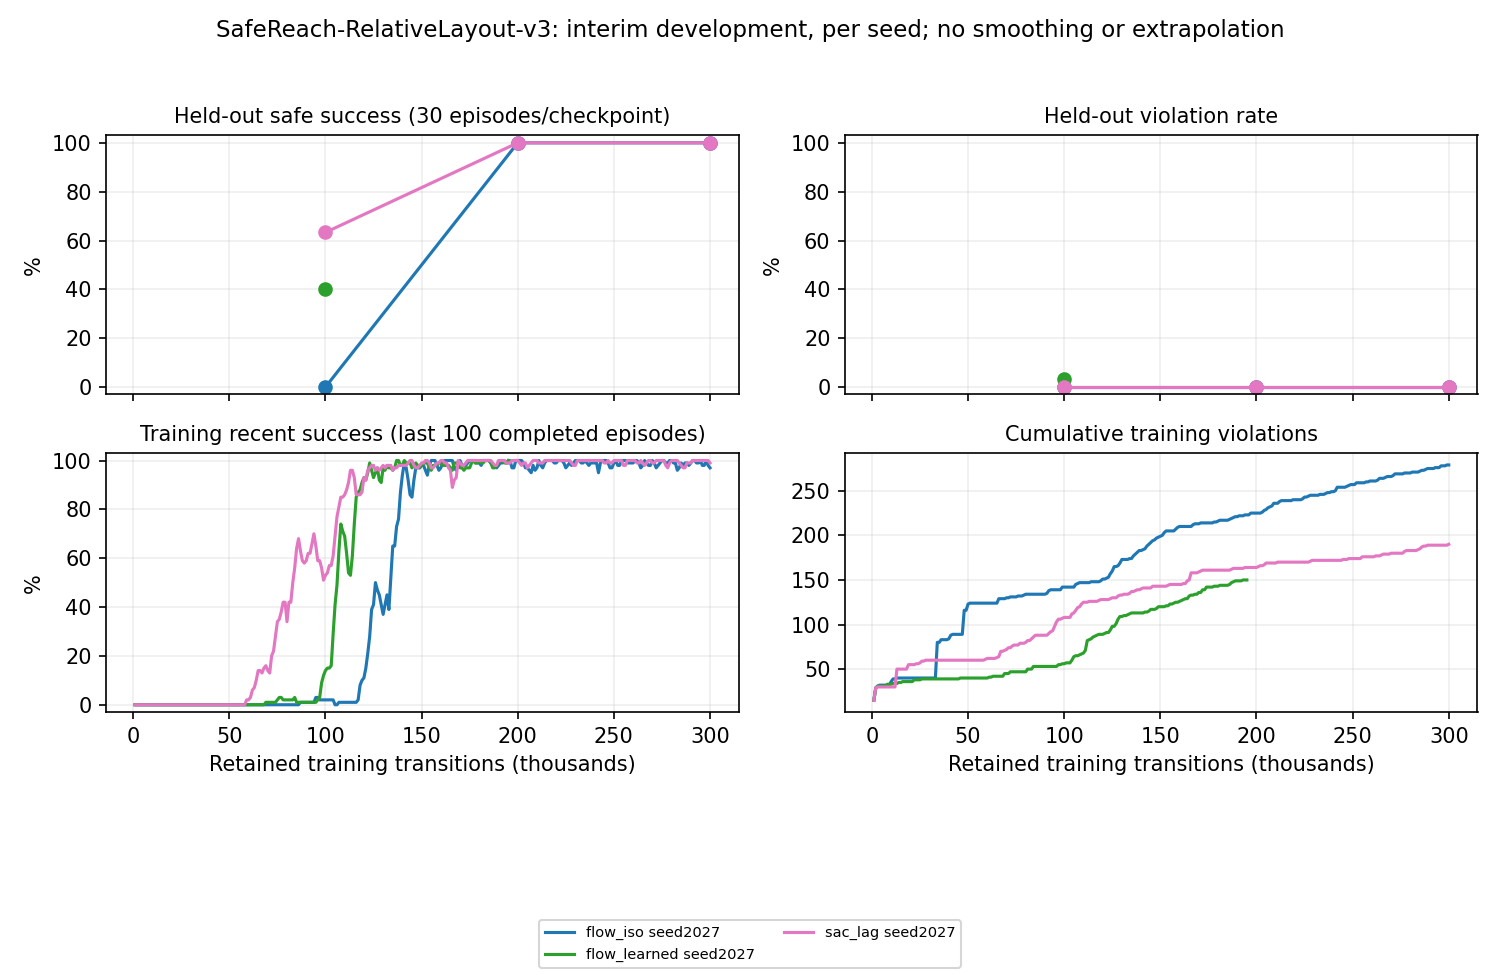 SafeReach-RelativeLayout-v3: interim development, per seed; no smoothing or extrapolation
Held-out safe success (30 episodes/checkpoint)
100
80
60
40
20
0
%
Held-out violation rate
100
80
60
40
20
0
%
Training recent success (last 100 completed episodes)
100
80
60
40
20
0
%
0 50 100 150 200 250 300
Retained training transitions (thousands)
Cumulative training violations
250
200
150
100
50
0 50 100 150 200 250 300
Retained training transitions (thousands)
flow_iso seed2027
flow_learned seed2027
sac_lag seed2027